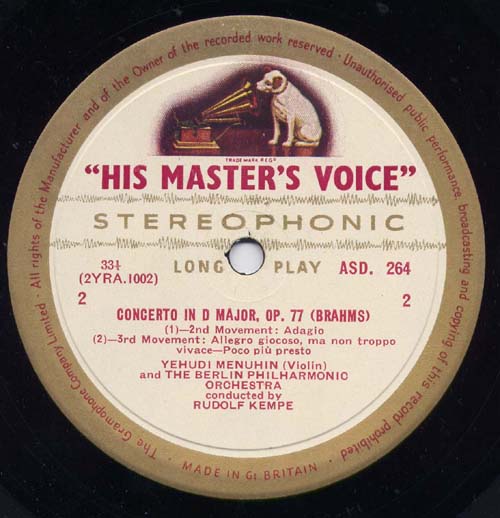 All rights of the Manufacturer and of the Owner of the recorded work reserved · Unauthorised public performance, broadcasting and copying of this record prohibited
TRADE MARK REGD
"HIS MASTER'S VOICE"
STEREOPHONIC
33⅓ LONG PLAY ASD. 264
(2YRA.1002)
2 2
CONCERTO IN D MAJOR, OP. 77 (BRAHMS)
(1)—2nd Movement: Adagio
(2)—3rd Movement: Allegro giocoso, ma non troppo
vivace—Poco più presto
YEHUDI MENUHIN (Violin)
and THE BERLIN PHILHARMONIC
ORCHESTRA
conducted by
RUDOLF KEMPE
The Gramophone Company Limited ·
MADE IN Gt BRITAIN